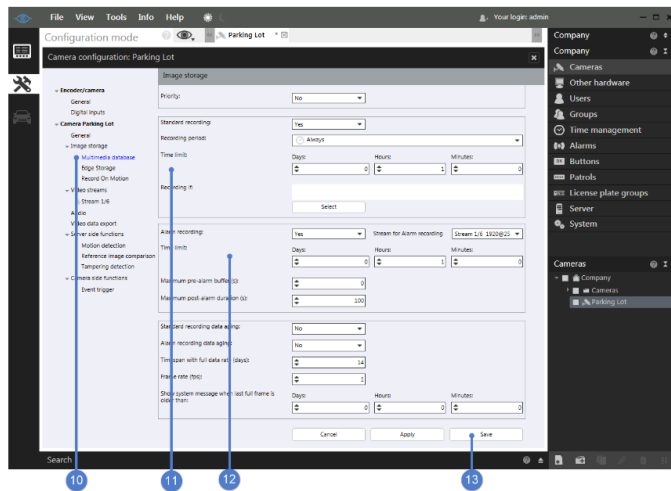 File View Tools Info Help
Your login: admin
Configuration mode
Parking Lot *
Camera configuration: Parking Lot
Encoder/camera
General
Digital inputs
Camera Parking Lot
General
Image storage
Multimedia database
Edge Storage
Record On Motion
Video streams
Stream 1/6
Audio
Video data export
Server side functions
Motion detection
Reference image comparison
Tampering detection
Camera side functions
Event trigger
Image storage
Priority: No
Standard recording: Yes
Recording period: Always
Time limit: Days: Hours: Minutes:
0 1 0
Recording if:
Select
Alarm recording: Yes Stream for Alarm recording Stream 1/6 1920@25
Time limit: Days: Hours: Minutes:
0 1 0
Maximum pre-alarm buffer (s): 0
Maximum post-alarm duration (s): 100
Standard recording data aging: No
Alarm recording data aging: No
Time span with full data rate (days): 14
Frame rate (fps): 1
Show system message when last full frame is
older than: Days: Hours: Minutes:
0 0 0
Cancel Apply Save
Search
Company
Company
Cameras
Other hardware
Users
Groups
Time management
Alarms
Buttons
Patrols
License plate groups
Server
System
Cameras
Company
Cameras
Parking Lot
10 11 12 13